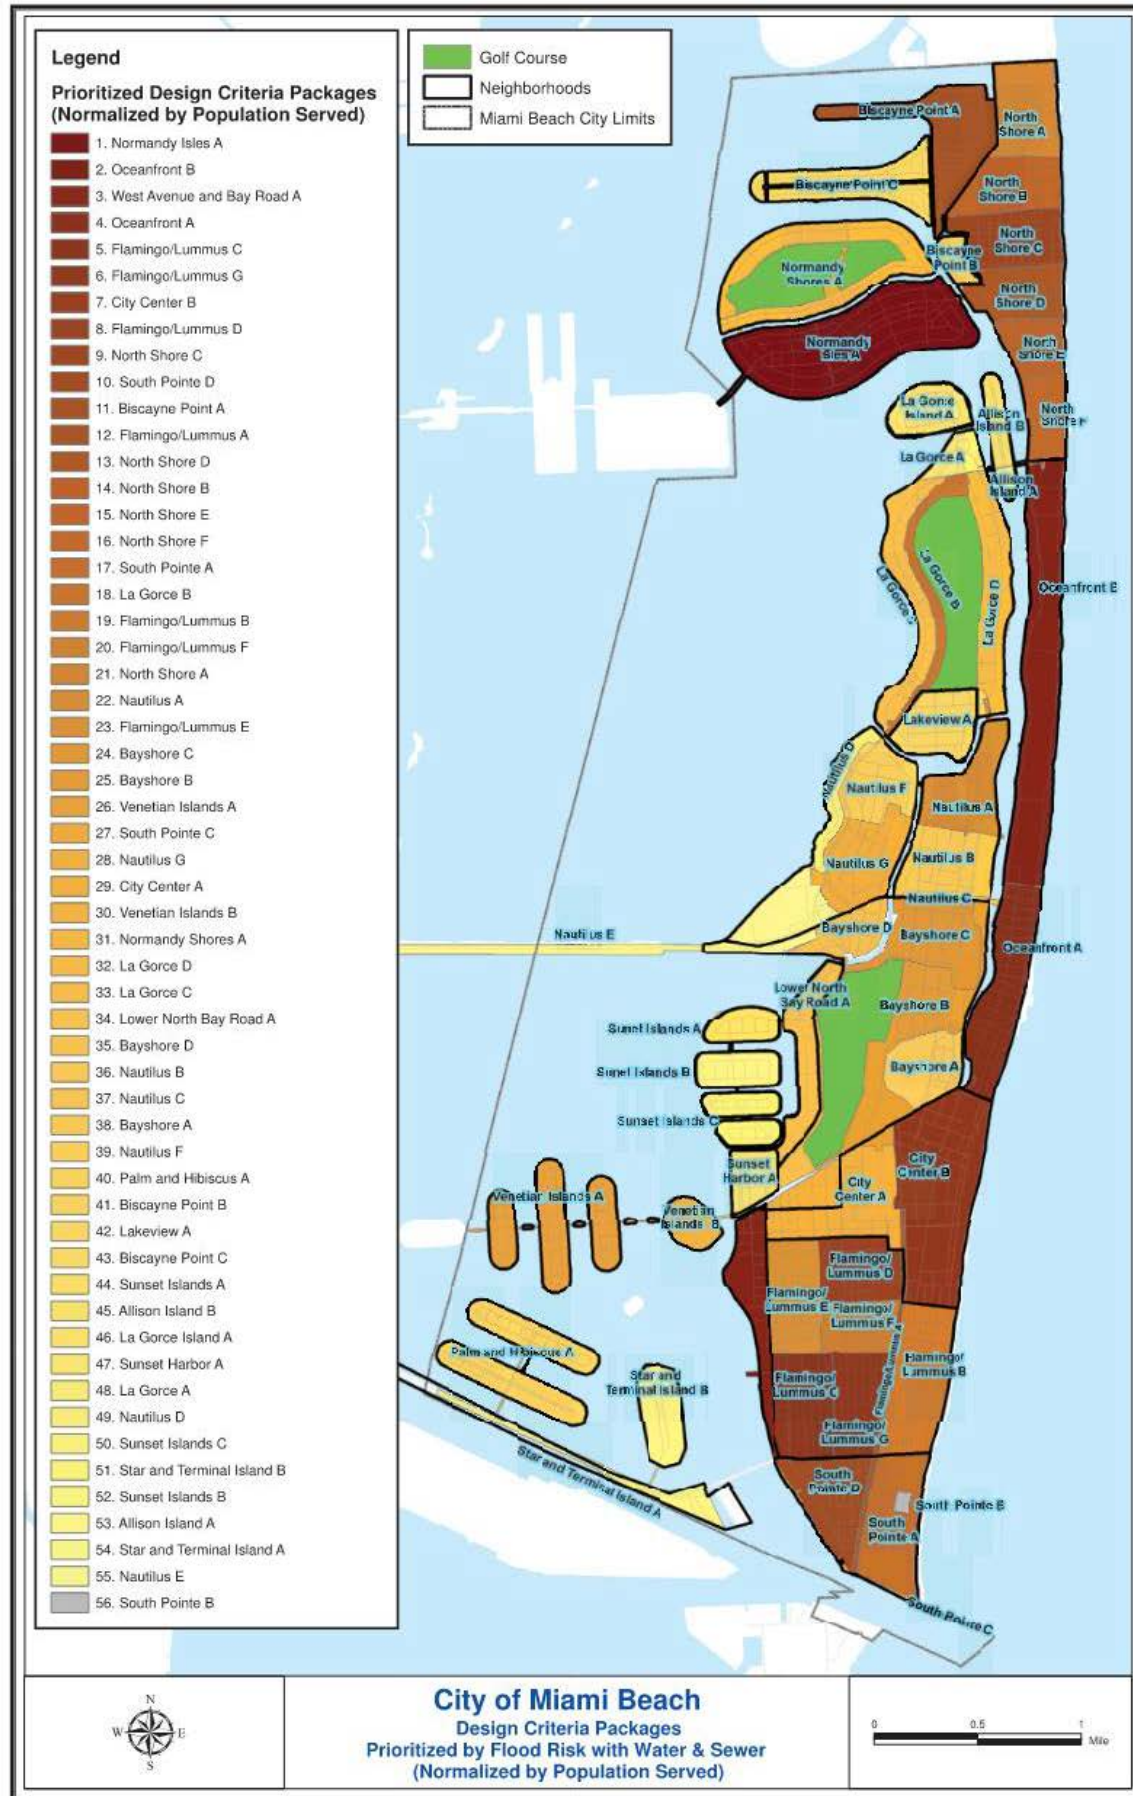 Legend
Prioritized Design Criteria Packages
(Normalized by Population Served)
1. Normandy Isles A
2. Oceanfront B
3. West Avenue and Bay Road A
4. Oceanfront A
5. Flamingo/Lummus C
6. Flamingo/Lummus G
7. City Center B
8. Flamingo/Lummus D
9. North Shore C
10. South Pointe D
11. Biscayne Point A
12. Flamingo/Lummus A
13. North Shore D
14. North Shore B
15. North Shore E
16. North Shore F
17. South Pointe A
18. La Gorce B
19. Flamingo/Lummus B
20. Flamingo/Lummus F
21. North Shore A
22. Nautilus A
23. Flamingo/Lummus E
24. Bayshore C
25. Bayshore B
26. Venetian Islands A
27. South Pointe C
28. Nautilus G
29. City Center A
30. Venetian Islands B
31. Normandy Shores A
32. La Gorce D
33. La Gorce C
34. Lower North Bay Road A
35. Bayshore D
36. Nautilus B
37. Nautilus C
38. Bayshore A
39. Nautilus F
40. Palm and Hibiscus A
41. Biscayne Point B
42. Lakeview A
43. Biscayne Point C
44. Sunset Islands A
45. Allison Island B
46. La Gorce Island A
47. Sunset Harbor A
48. La Gorce A
49. Nautilus D
50. Sunset Islands C
51. Star and Terminal Island B
52. Sunset Islands B
53. Allison Island A
54. Star and Terminal Island A
55. Nautilus E
56. South Pointe B
Golf Course
Neighborhoods
Miami Beach City Limits
Biscayne Point A
North
Shore A
Biscayne Point C
North
Shore B
North
Shore C
Biscayne
Point B
Normandy
Shores A
North
Shore D
Normandy
Isles A
North
Shore E
La Gorce
Island A
Allison
Island B
North
Shore F
La Gorce A
Allison
Island A
La Gorce B
La Gorce C
La Gorce D
Oceanfront B
Lakeview A
Nautilus D
Nautilus F
Nautilus A
Nautilus G
Nautilus B
Nautilus C
Nautilus E
Bayshore D
Bayshore C
Oceanfront A
Lower North
Bay Road A
Bayshore B
Sunset Islands A
Sunset Islands B
Bayshore A
Sunset Islands C
Sunset
Harbor A
City
Center B
City
Center A
Venetian Islands A
Venetian
Islands B
Flamingo/
Lummus D
Flamingo/
Lummus E
Flamingo/
Lummus F
Flamingo/Lummus A
Flamingo/
Lummus B
Palm and Hibiscus A
Star and
Terminal Island B
Flamingo/
Lummus C
Flamingo/
Lummus G
Star and Terminal Island A
South
Pointe D
South Pointe B
South
Pointe A
South Pointe C
N
W
E
S
City of Miami Beach
Design Criteria Packages
Prioritized by Flood Risk with Water & Sewer
(Normalized by Population Served)
0 0.5 1
Mile